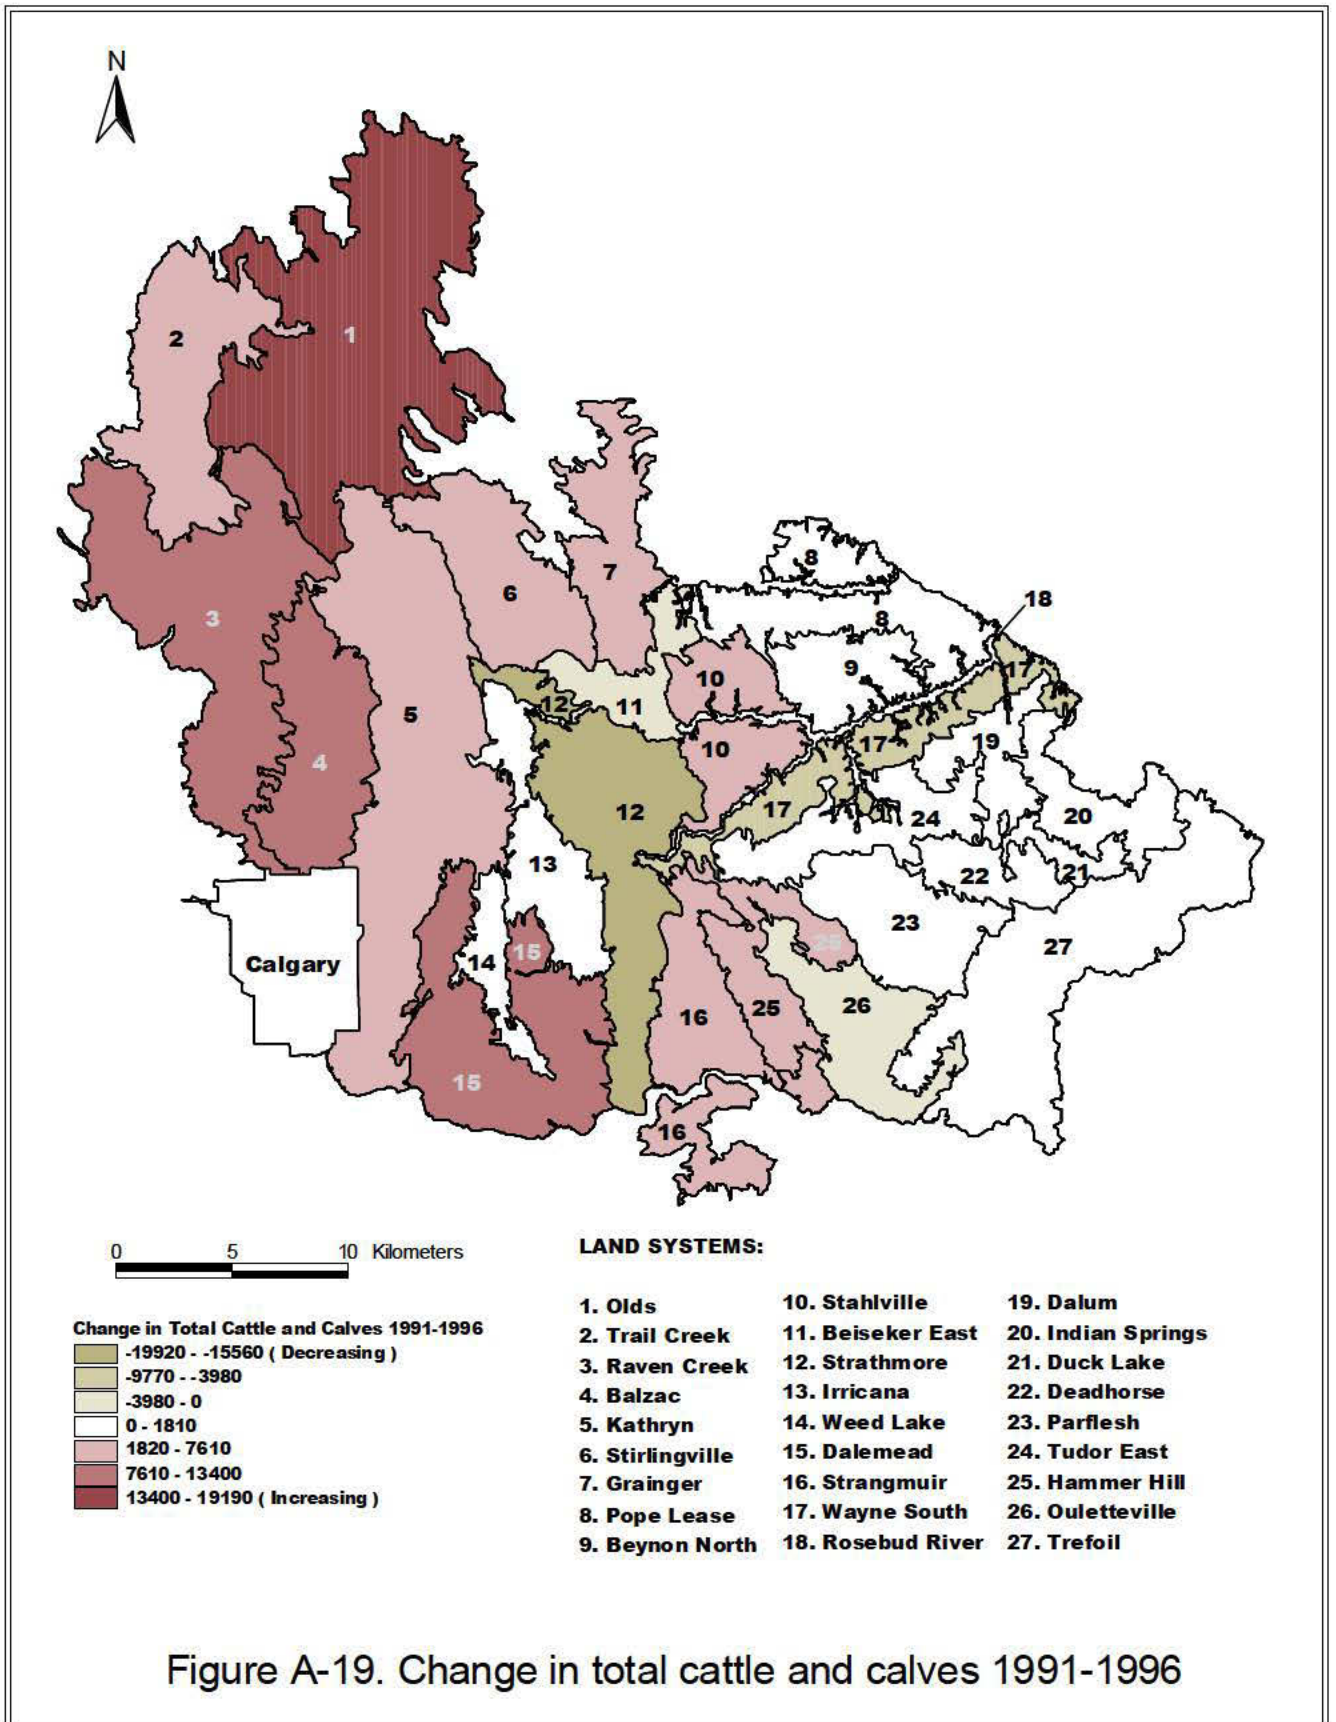 N
1
2
3
4
5
6
7
8
8
18
17
9
10
11
12
10
17
19
12
17
24
20
13
22
21
23
25
27
15
14
Calgary
16
25
26
15
16
0 5 10 Kilometers
Change in Total Cattle and Calves 1991-1996
-19920 - -15560 ( Decreasing )
-9770 - -3980
-3980 - 0
0 - 1810
1820 - 7610
7610 - 13400
13400 - 19190 ( Increasing )
LAND SYSTEMS:
1. Olds
2. Trail Creek
3. Raven Creek
4. Balzac
5. Kathryn
6. Stirlingville
7. Grainger
8. Pope Lease
9. Beynon North
10. Stahlville
11. Beiseker East
12. Strathmore
13. Irricana
14. Weed Lake
15. Dalemead
16. Strangmuir
17. Wayne South
18. Rosebud River
19. Dalum
20. Indian Springs
21. Duck Lake
22. Deadhorse
23. Parflesh
24. Tudor East
25. Hammer Hill
26. Ouletteville
27. Trefoil
Figure A-19. Change in total cattle and calves 1991-1996